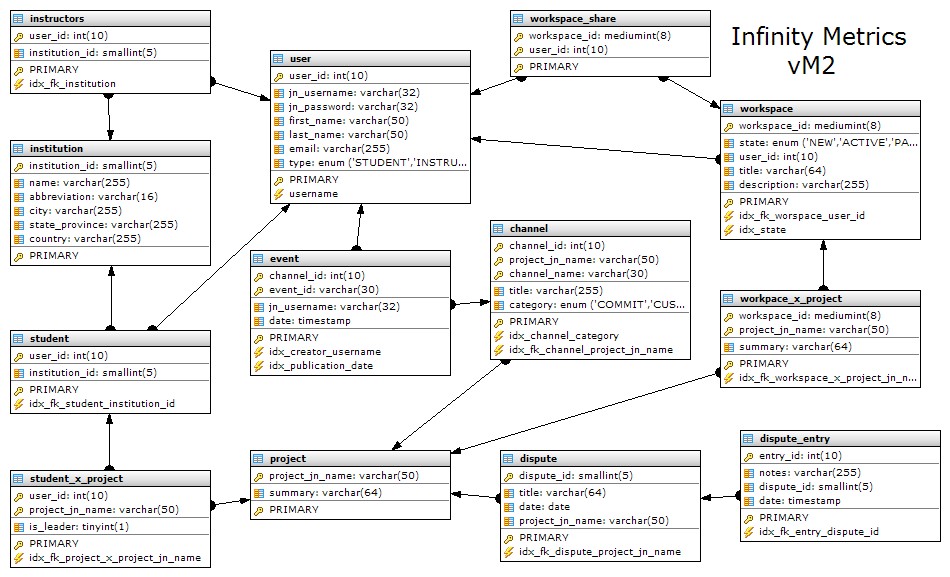 Infinity Metrics
vM2
instructors
user_id: int(10)
institution_id: smallint(5)
PRIMARY
idx_fk_institution
institution
institution_id: smallint(5)
name: varchar(255)
abbreviation: varchar(16)
city: varchar(255)
state_province: varchar(255)
country: varchar(255)
PRIMARY
student
user_id: int(10)
institution_id: smallint(5)
PRIMARY
idx_fk_student_institution_id
student_x_project
user_id: int(10)
project_jn_name: varchar(50)
is_leader: tinyint(1)
PRIMARY
idx_fk_project_x_project_jn_name
user
user_id: int(10)
jn_username: varchar(32)
jn_password: varchar(32)
first_name: varchar(50)
last_name: varchar(50)
email: varchar(255)
type: enum ('STUDENT','INSTRU...
PRIMARY
username
event
channel_id: int(10)
event_id: varchar(30)
jn_username: varchar(32)
date: timestamp
PRIMARY
idx_creator_username
idx_publication_date
project
project_jn_name: varchar(50)
summary: varchar(64)
PRIMARY
workspace_share
workspace_id: mediumint(8)
user_id: int(10)
PRIMARY
channel
channel_id: int(10)
project_jn_name: varchar(50)
channel_name: varchar(30)
title: varchar(255)
category: enum ('COMMIT','CUS...
PRIMARY
idx_channel_category
idx_fk_channel_project_jn_name
dispute
dispute_id: smallint(5)
title: varchar(64)
date: date
project_jn_name: varchar(50)
PRIMARY
idx_fk_dispute_project_jn_name
workspace
workspace_id: mediumint(8)
state: enum ('NEW','ACTIVE','PA...
user_id: int(10)
title: varchar(64)
description: varchar(255)
PRIMARY
idx_fk_worspace_user_id
idx_state
workpace_x_project
workspace_id: mediumint(8)
project_jn_name: varchar(50)
summary: varchar(64)
PRIMARY
idx_fk_workspace_x_project_jn_n...
dispute_entry
entry_id: int(10)
notes: varchar(255)
dispute_id: smallint(5)
date: timestamp
PRIMARY
idx_fk_entry_dispute_id